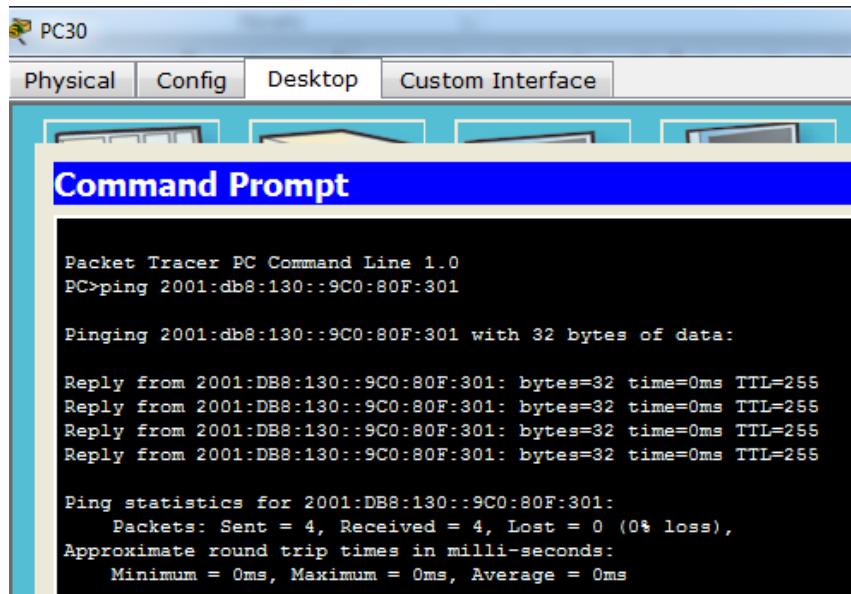 PC30
Physical Config Desktop Custom Interface
Command Prompt
Packet Tracer PC Command Line 1.0
PC>ping 2001:db8:130::9C0:80F:301
Pinging 2001:db8:130::9C0:80F:301 with 32 bytes of data:
Reply from 2001:DB8:130::9C0:80F:301: bytes=32 time=0ms TTL=255
Reply from 2001:DB8:130::9C0:80F:301: bytes=32 time=0ms TTL=255
Reply from 2001:DB8:130::9C0:80F:301: bytes=32 time=0ms TTL=255
Reply from 2001:DB8:130::9C0:80F:301: bytes=32 time=0ms TTL=255
Ping statistics for 2001:DB8:130::9C0:80F:301:
Packets: Sent = 4, Received = 4, Lost = 0 (0% loss),
Approximate round trip times in milli-seconds:
Minimum = 0ms, Maximum = 0ms, Average = 0ms